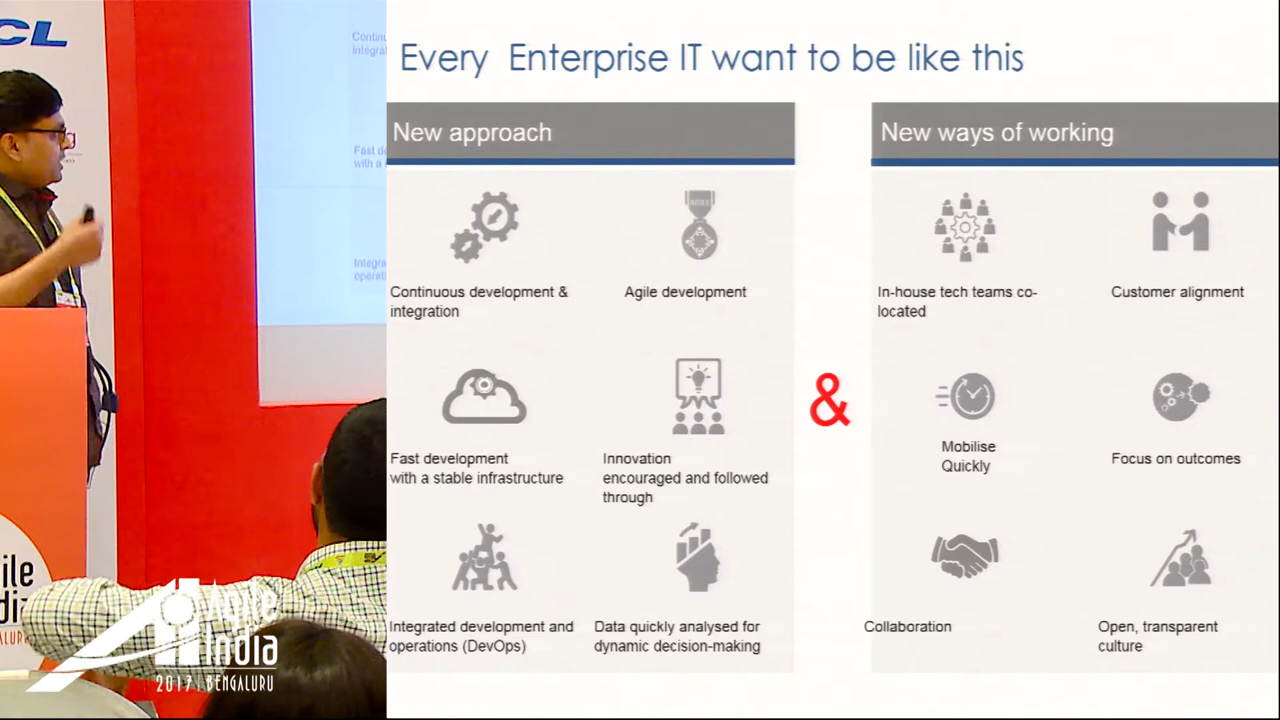 CL
Every Enterprise IT want to be like this
New approach
New ways of working
AGILE
Continuous development &
integration
Agile development
In-house tech teams co-
located
Customer alignment
Fast development
with a stable infrastructure
Innovation
encouraged and followed
through
&
Mobilise
Quickly
Focus on outcomes
Integrated development and
operations (DevOps)
Data quickly analysed for
dynamic decision-making
Collaboration
Open, transparent
culture
Agile
India
2017 | BENGALURU